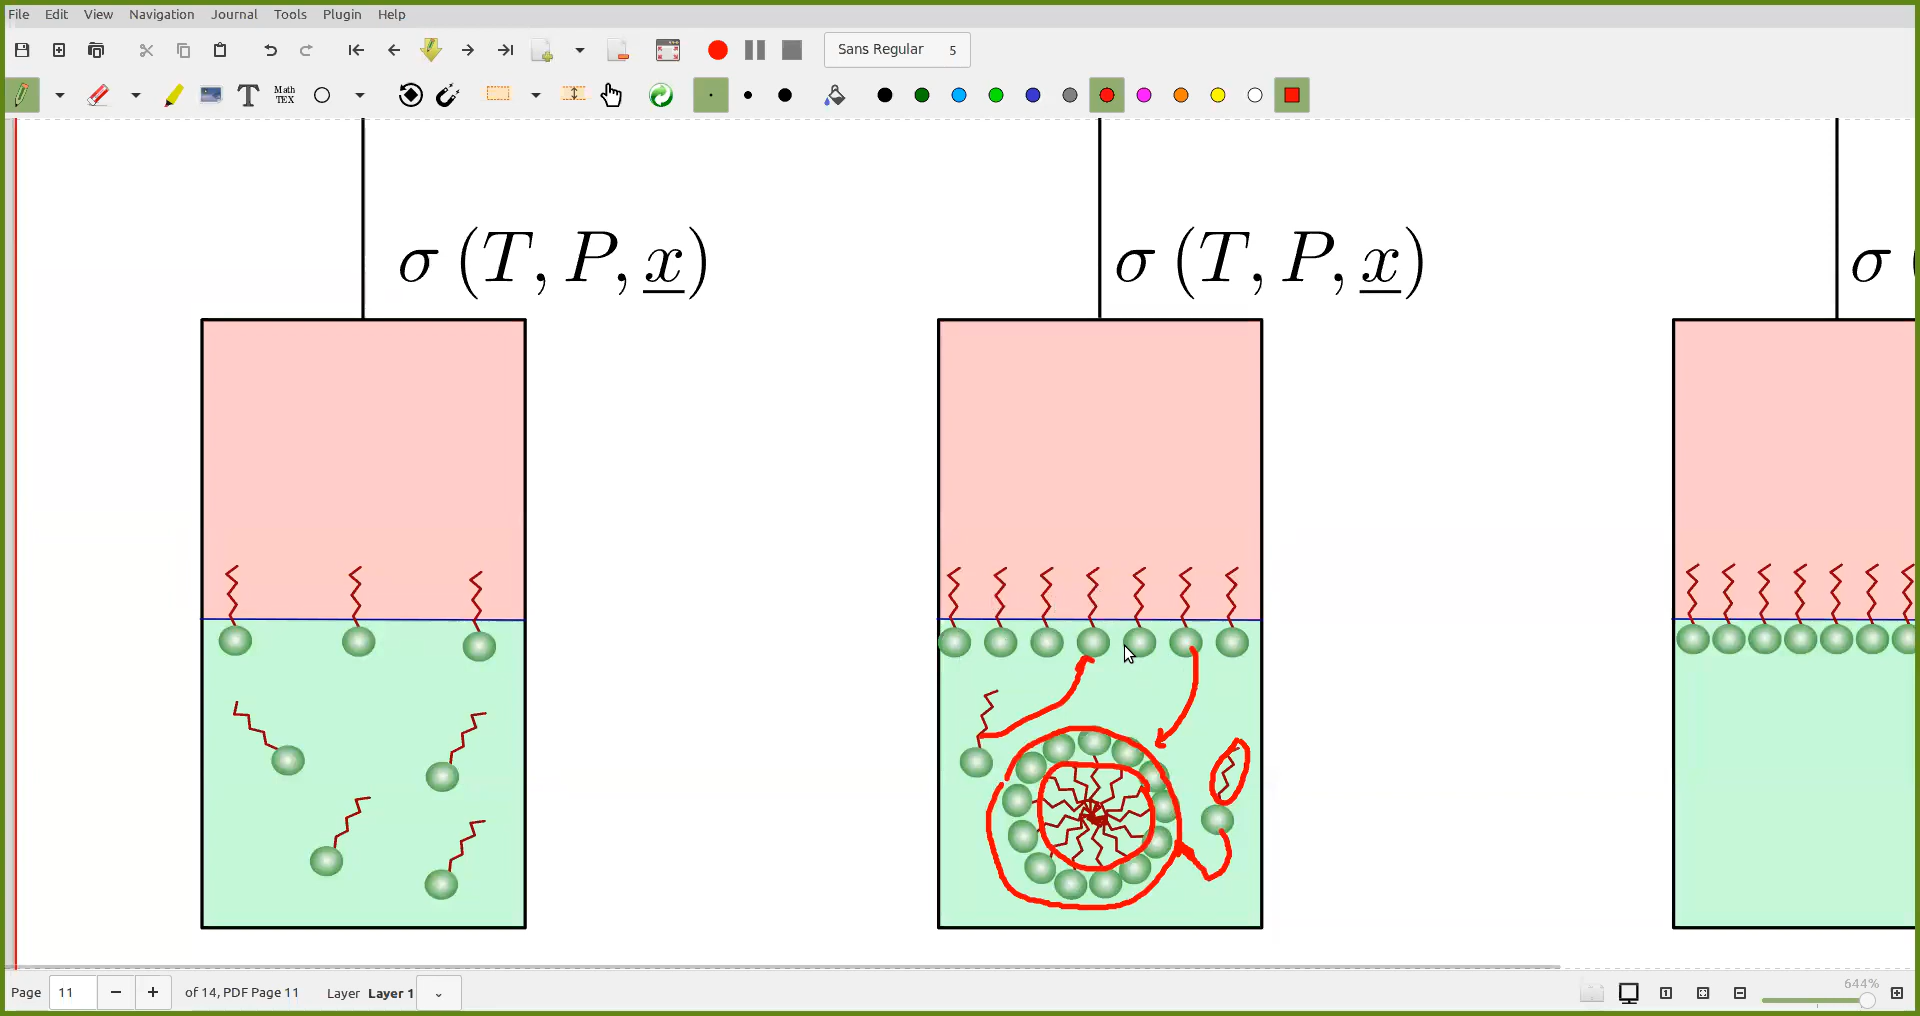 File Edit View Navigation Journal Tools Plugin Help
Sans Regular 5
Math
TEX
σ (T, P, x) σ (T, P, x) σ (
Page 11 of 14, PDF Page 11 Layer Layer 1 644%